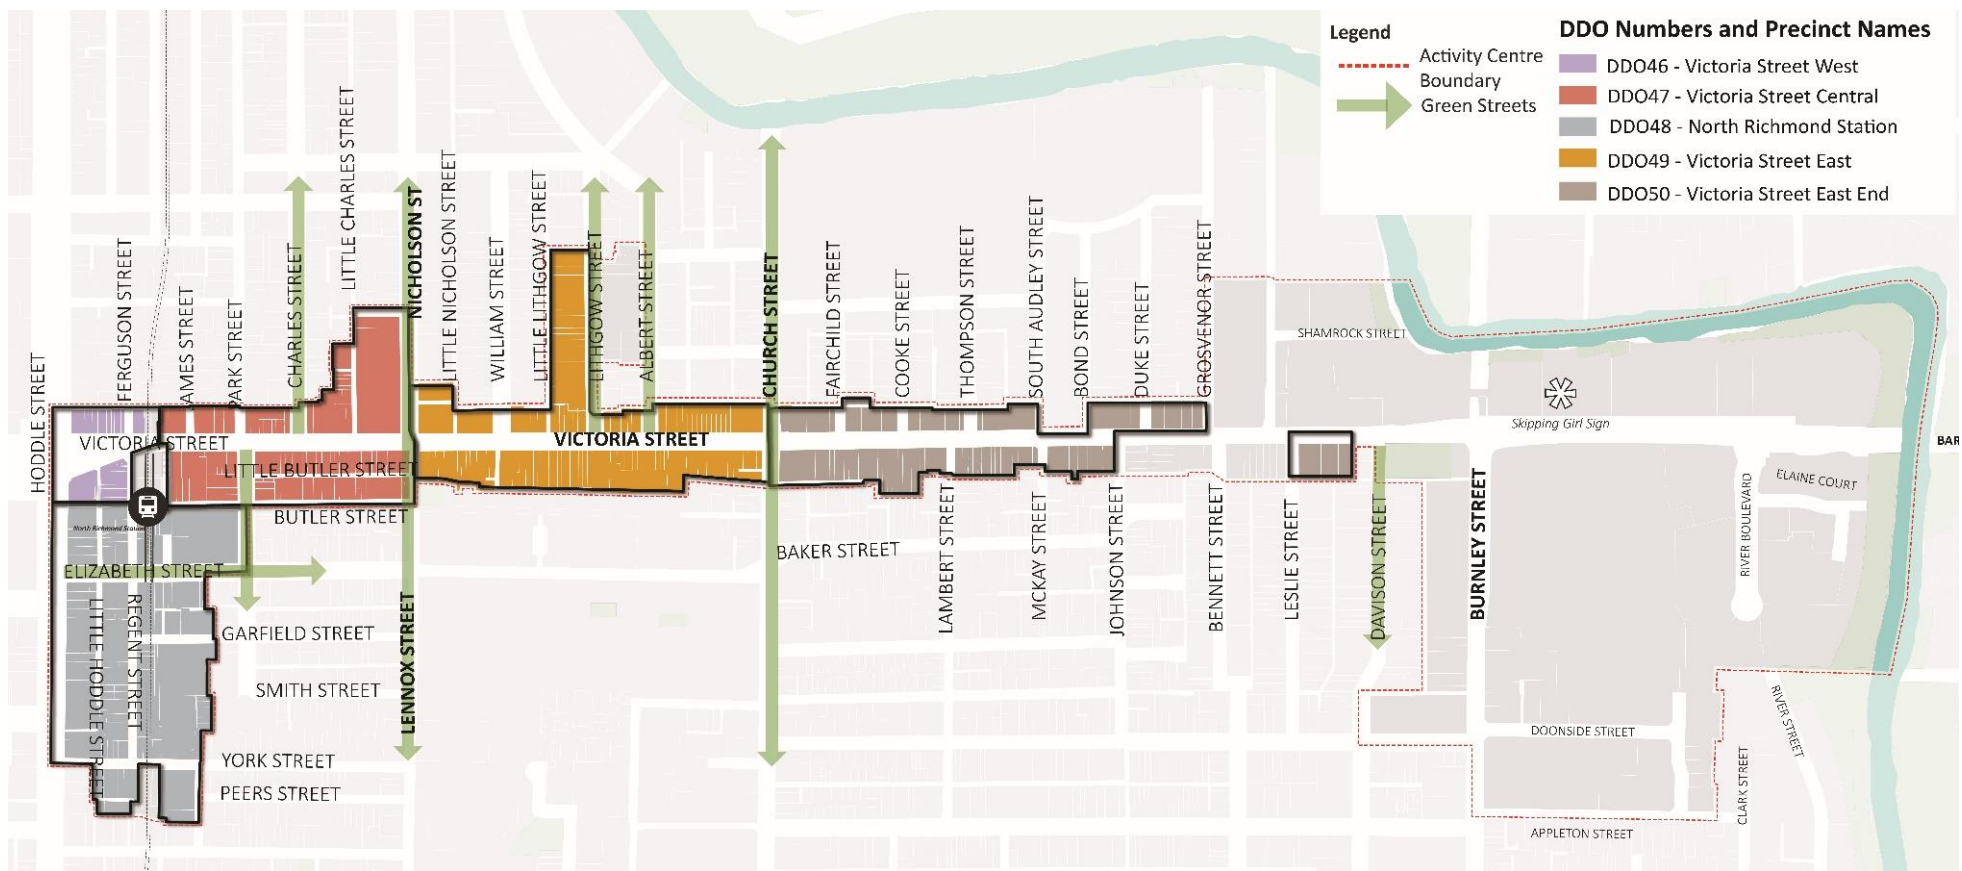 Legend
Activity Centre
Boundary
Green Streets
DDO Numbers and Precinct Names
DDO46 - Victoria Street West
DDO47 - Victoria Street Central
DDO48 - North Richmond Station
DDO49 - Victoria Street East
DDO50 - Victoria Street East End
HODDLE STREET
FERGUSON STREET
JAMES STREET
PARK STREET
CHARLES STREET
LITTLE CHARLES STREET
NICHOLSON ST
LITTLE NICHOLSON STREET
WILLIAM STREET
LITTLE LITHGOW STREET
LITHGOW STREET
ALBERT STREET
CHURCH STREET
FAIRCHILD STREET
COOKE STREET
THOMPSON STREET
SOUTH AUDLEY STREET
BOND STREET
DUKE STREET
GROSVENOR STREET
SHAMROCK STREET
Skipping Girl Sign
VICTORIA STREET
VICTORIA STREET
BAR
LITTLE BUTLER STREET
BUTLER STREET
North Richmond Station
ELIZABETH STREET
BAKER STREET
ELAINE COURT
LITTLE HODDLE STREET
REGENT STREET
GARFIELD STREET
SMITH STREET
YORK STREET
PEERS STREET
LENNOX STREET
LAMBERT STREET
MCKAY STREET
JOHNSON STREET
BENNETT STREET
LESLIE STREET
DAVISON STREET
BURNLEY STREET
RIVER BOULEVARD
RIVER STREET
DOONSIDE STREET
CLARK STREET
APPLETON STREET